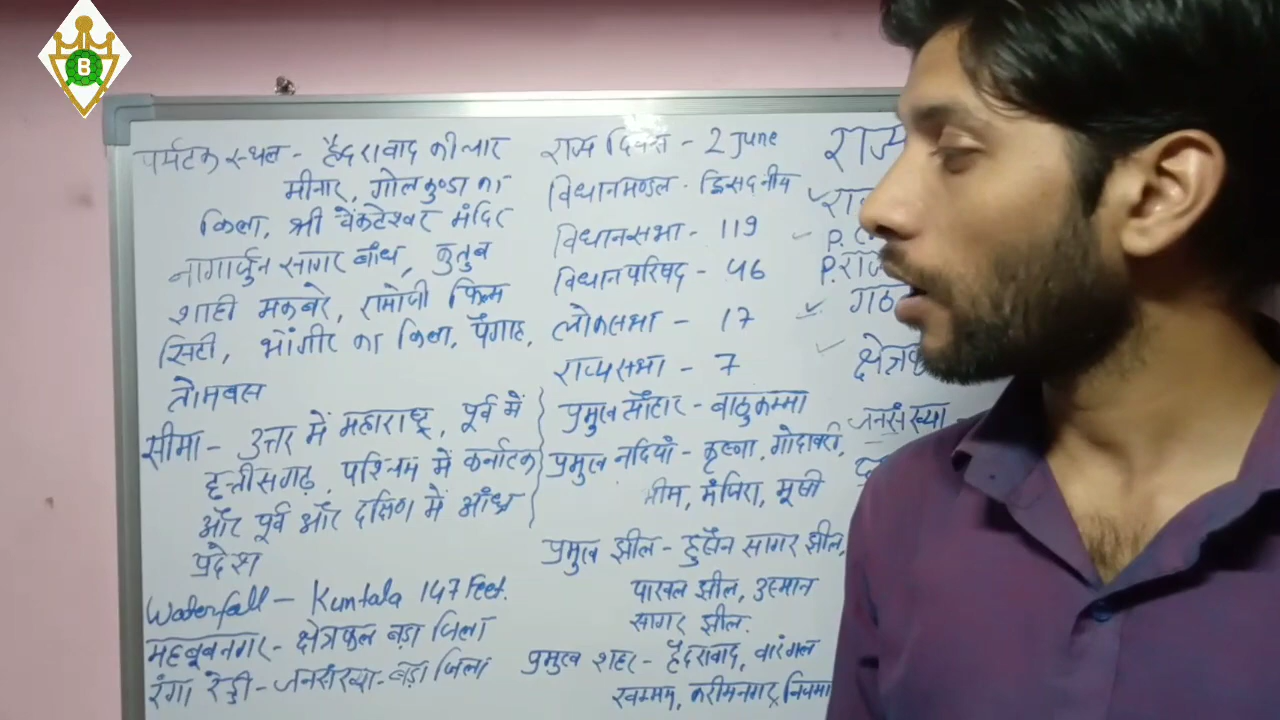 B
पर्यटक स्थल - हैदराबाद की चार
मीनार, गोलकुण्डा का
किला, श्री वेंकटेश्वर मंदिर
नागार्जुन सागर बाँध, कुतुब
शाही मकबरे, रामोजी फिल्म
सिटी, भोंगीर का किला, पैगाह,
तोमबस
सीमा - उत्तर में महाराष्ट्र, पूर्व में
छत्तीसगढ़, पश्चिम में कर्नाटक
और पूर्व और दक्षिण में आँध्र
प्रदेश
Waterfall - Kuntala 147 Feet.
महबूबनगर - क्षेत्रफल बड़ा जिला
रंगा रेड्डी - जनसंख्या - बड़ा जिला
राज्य दिवस - 2 June
विधानमण्डल - द्विसदनीय
विधानसभा - 119
विधान परिषद - 46
लोकसभा - 17
राज्यसभा - 7
प्रमुख त्यौहार - बाठुकम्मा
प्रमुख नदियाँ - कृष्णा, गोदावरी,
भीम, मंजिरा, मूसी
प्रमुख झील - हुसैन सागर झील,
पाखल झील, उस्मान
सागर झील.
प्रमुख शहर - हैदराबाद, वारंगल
खम्मम, करीमनगर,
राज्य
P.
P.
जनसंख्या